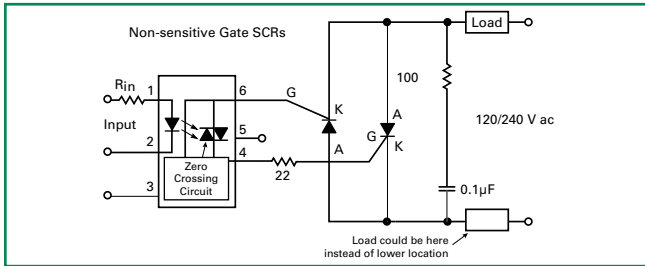 Non-sensitive Gate SCRs
Load
Rin
1
6
G
K
100
A
Input
5
120/240 V ac
G
K
2
A
4
Zero
Crossing
Circuit
22
3
0.1µF
Load could be here
instead of lower location